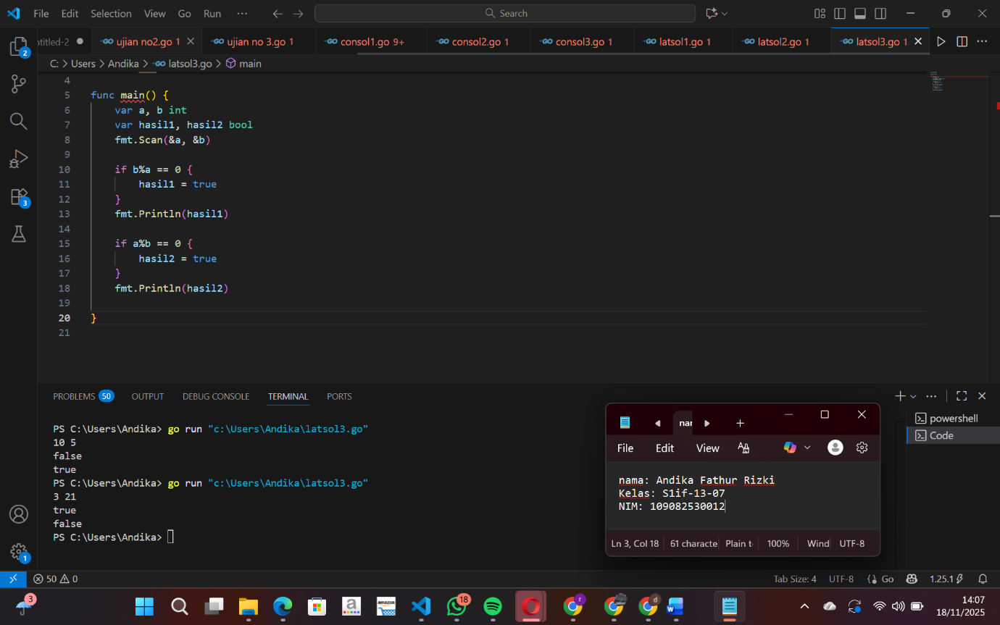 File Edit Selection View Go Run ··· Search
ntitled-2 ujian no2.go 1 ujian no 3.go 1 consol1.go 9+ consol2.go 1 consol3.go 1 latsol1.go 1 latsol2.go 1 latsol3.go 1
C: > Users > Andika > latsol3.go > main
4
5 func main() {
6 var a, b int
7 var hasil1, hasil2 bool
8 fmt.Scan(&a, &b)
9
10 if b%a == 0 {
11 hasil1 = true
12 }
13 fmt.Println(hasil1)
14
15 if a%b == 0 {
16 hasil2 = true
17 }
18 fmt.Println(hasil2)
19
20 }
21
2
3
1
PROBLEMS 50 OUTPUT DEBUG CONSOLE TERMINAL PORTS
PS C:\Users\Andika> go run "c:\Users\Andika\latsol3.go"
10 5
false
true
PS C:\Users\Andika> go run "c:\Users\Andika\latsol3.go"
3 21
true
false
PS C:\Users\Andika>
powershell
Code
nar
File Edit View
nama: Andika Fathur Rizki
Kelas: S1if-13-07
NIM: 109082530012
Ln 3, Col 18 61 characte Plain t 100% Wind UTF-8
50 0 Tab Size: 4 UTF-8 Go 1.25.1
3 amazon 18 r d W 14:07
18/11/2025